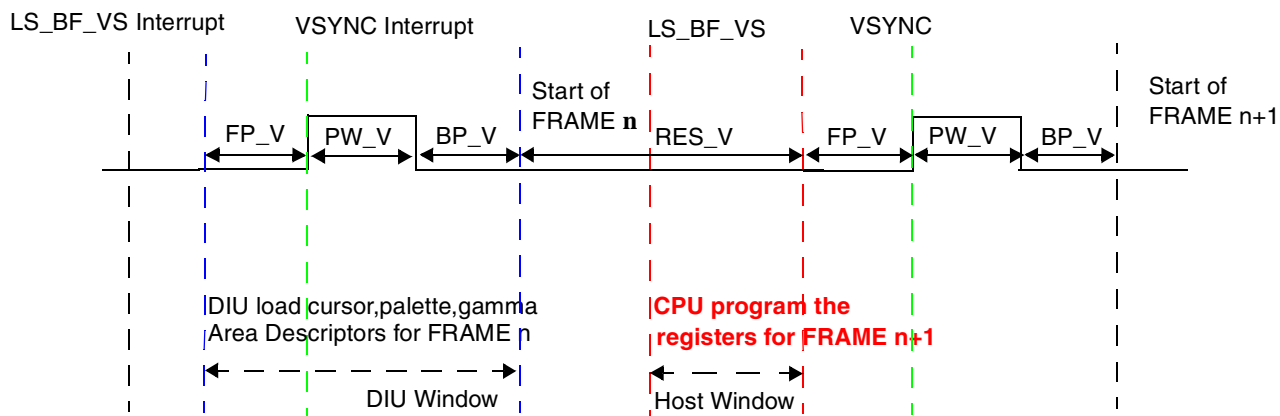 LS_BF_VS Interrupt
VSYNC Interrupt
LS_BF_VS
VSYNC
Start of
FRAME n
Start of
FRAME n+1
FP_V
PW_V
BP_V
RES_V
FP_V
PW_V
BP_V
DIU load cursor,palette,gamma
Area Descriptors for FRAME n
CPU program the
registers for FRAME n+1
DIU Window
Host Window